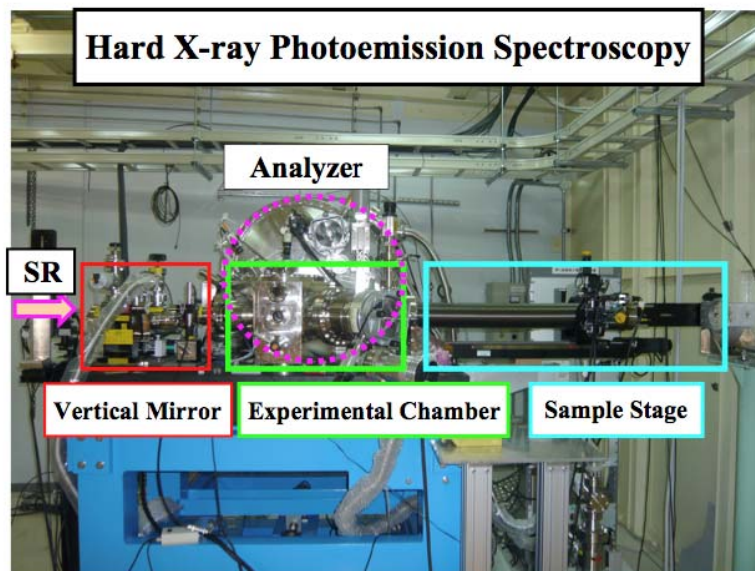 Hard X-ray Photoemission Spectroscopy
Analyzer
SR
Vertical Mirror
Experimental Chamber
Sample Stage